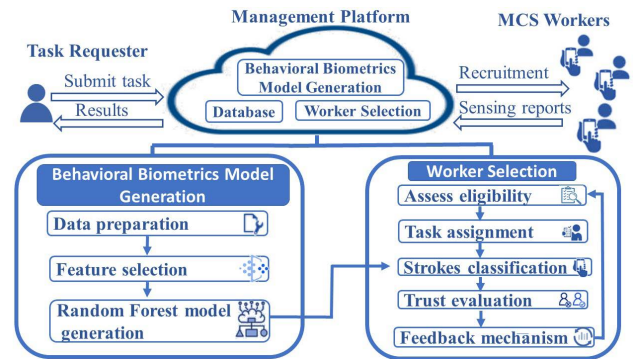 Management Platform
MCS Workers
Task Requester
Submit task
Results
Behavioral Biometrics
Model Generation
Database
Worker Selection
Recruitment
Sensing reports
Behavioral Biometrics Model
Generation
Data preparation
Feature selection
Random Forest model
generation
Worker Selection
Assess eligibility
Task assignment
Strokes classification
Trust evaluation
Feedback mechanism